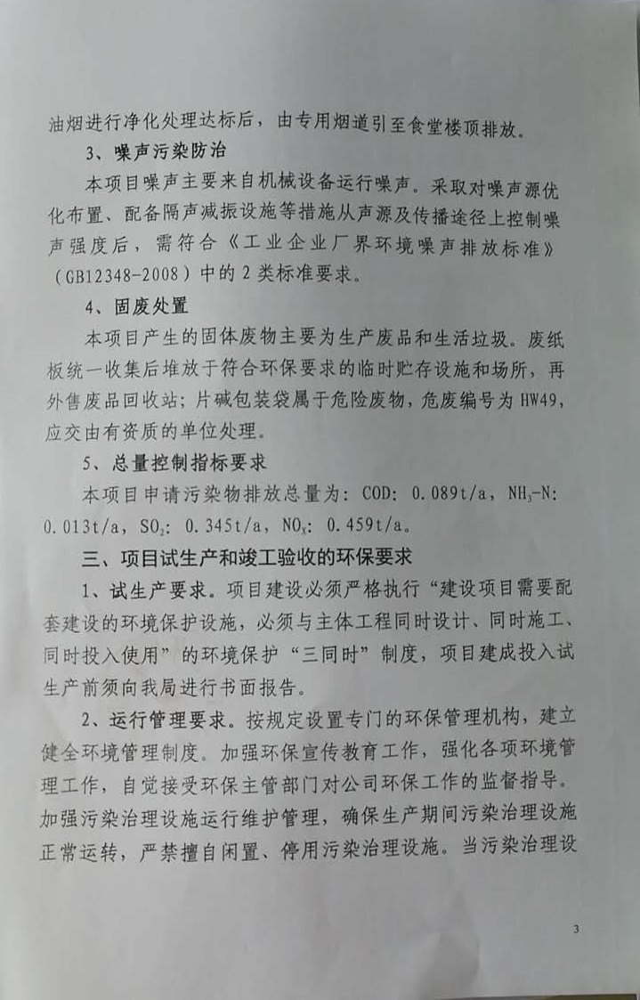 油烟进行净化处理达标后，由专用烟道引至食堂楼顶排放。
3、噪声污染防治
本项目噪声主要来自机械设备运行噪声。采取对噪声源优
化布置、配备隔声减振设施等措施从声源及传播途径上控制噪
声强度后，需符合《工业企业厂界环境噪声排放标准》
（GB12348-2008）中的 2 类标准要求。
4、固废处置
本项目产生的固体废物主要为生产废品和生活垃圾。废纸
板统一收集后堆放于符合环保要求的临时贮存设施和场所，再
外售废品回收站；片碱包装袋属于危险废物，危废编号为 HW49，
应交由有资质的单位处理。
5、总量控制指标要求
本项目申请污染物排放总量为：COD：0.089t/a，NH₃-N：
0.013t/a，SO₂：0.345t/a，NOₓ：0.459t/a。
三、项目试生产和竣工验收的环保要求
1、试生产要求。项目建设必须严格执行“建设项目需要配
套建设的环境保护设施，必须与主体工程同时设计、同时施工、
同时投入使用”的环境保护“三同时”制度，项目建成投入试
生产前须向我局进行书面报告。
2、运行管理要求。按规定设置专门的环保管理机构，建立
健全环境管理制度。加强环保宣传教育工作，强化各项环境管
理工作，自觉接受环保主管部门对公司环保工作的监督指导。
加强污染治理设施运行维护管理，确保生产期间污染治理设施
正常运转，严禁擅自闲置、停用污染治理设施。当污染治理设
3